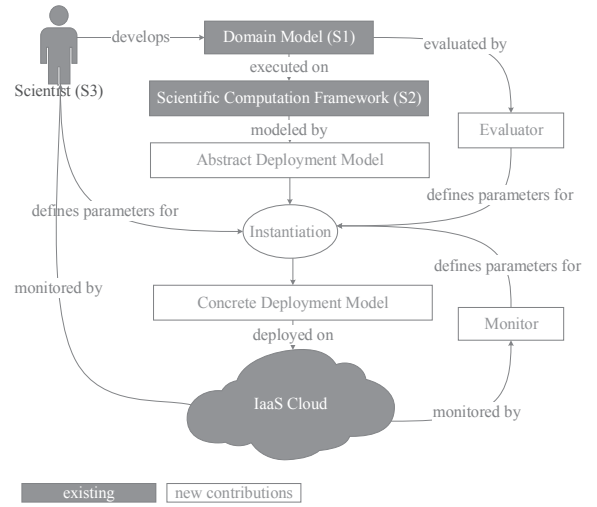 develops
Domain Model (S1)
evaluated by
executed on
Scientist (S3)
Scientific Computation Framework (S2)
modeled by
Evaluator
Abstract Deployment Model
defines parameters for
defines parameters for
Instantiation
defines parameters for
monitored by
Concrete Deployment Model
Monitor
deployed on
IaaS Cloud
monitored by
existing
new contributions